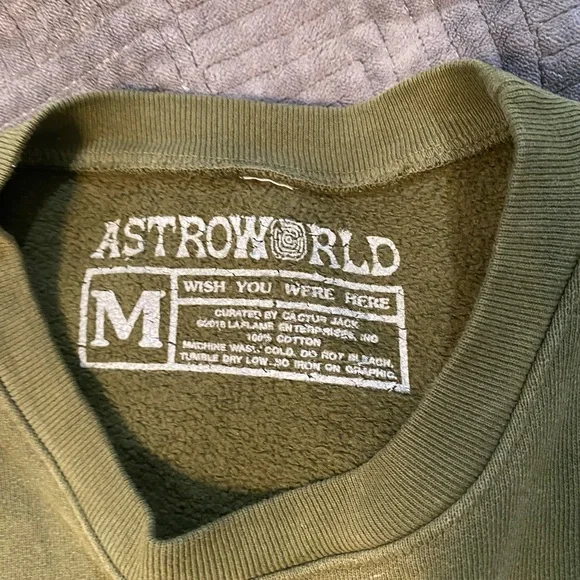 ASTROWORLD
M
WISH YOU WERE HERE
CURATED BY CACTUS JACK
©2018 LAFLAME ENTERPRISES, INC
100% COTTON
MACHINE WASH COLD. DO NOT BLEACH.
TUMBLE DRY LOW. NO IRON ON GRAPHIC.